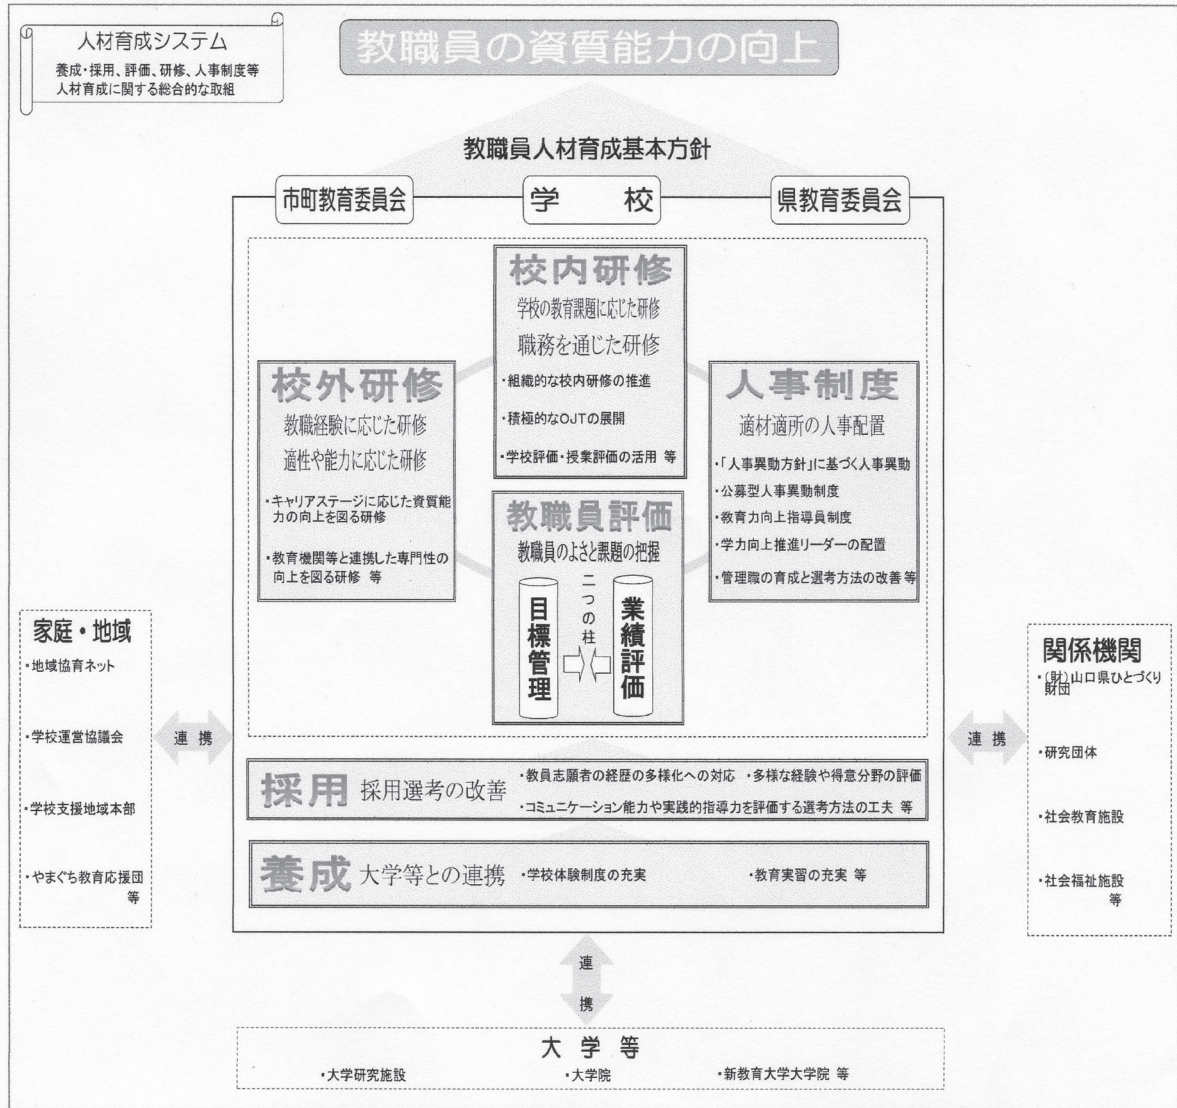 人材育成システム
養成・採用、評価、研修、人事制度等
人材育成に関する総合的な取組
教職員の資質能力の向上
教職員人材育成基本方針
市町教育委員会
学　校
県教育委員会
校内研修
学校の教育課題に応じた研修
職務を通じた研修
・組織的な校内研修の推進
・積極的なOJTの展開
・学校評価・授業評価の活用 等
校外研修
教職経験に応じた研修
適性や能力に応じた研修
・キャリアステージに応じた資質能
力の向上を図る研修
・教育機関等と連携した専門性の
向上を図る研修 等
人事制度
適材適所の人事配置
・「人事異動方針」に基づく人事異動
・公募型人事異動制度
・教育力向上指導員制度
・学力向上推進リーダーの配置
・管理職の育成と選考方法の改善 等
教職員評価
教職員のよさと課題の把握
二つの柱
目標管理
業績評価
家庭・地域
・地域協育ネット
・学校運営協議会
・学校支援地域本部
・やまぐち教育応援団
等
連 携
関係機関
・(財)山口県ひとづくり
財団
・研究団体
・社会教育施設
・社会福祉施設
等
連 携
採用 採用選考の改善
・教員志願者の経歴の多様化への対応 ・多様な経験や得意分野の評価
・コミュニケーション能力や実践的指導力を評価する選考方法の工夫 等
養成 大学等との連携 ・学校体験制度の充実 ・教育実習の充実 等
連
携
大 学 等
・大学研究施設 ・大学院 ・新教育大学大学院 等